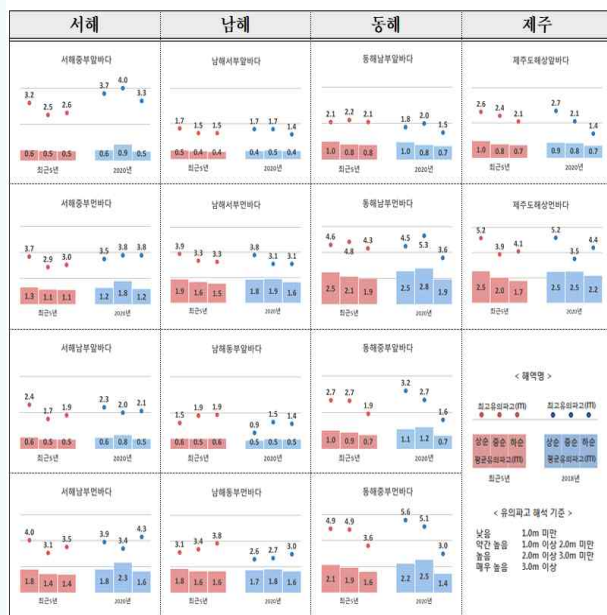 서해 남해 동해 제주
서해중부앞바다
3.2 2.5 2.6 3.7 4.0 3.3
0.6 0.5 0.5 0.6 0.9 0.5
최근5년 2020년
남해서부앞바다
1.7 1.5 1.5 1.7 1.7 1.4
0.5 0.4 0.4 0.4 0.5 0.4
최근5년 2020년
동해남부앞바다
2.1 2.2 2.1 1.8 2.0 1.5
1.0 0.8 0.8 1.0 0.8 0.7
최근5년 2020년
제주도해상앞바다
2.6 2.4 2.1 2.7 2.1 1.4
1.0 0.8 0.7 0.9 0.8 0.7
최근5년 2020년
서해중부먼바다
3.7 2.9 3.0 3.5 3.8 3.8
1.3 1.1 1.1 1.2 1.8 1.2
최근5년 2020년
남해서부먼바다
3.9 3.3 3.3 3.8 3.1 3.1
1.9 1.6 1.5 1.8 1.9 1.6
최근5년 2020년
동해남부먼바다
4.6 4.8 4.3 4.5 5.3 3.6
2.5 2.1 1.9 2.5 2.8 1.9
최근5년 2020년
제주도해상먼바다
5.2 3.9 4.1 5.2 3.5 4.4
2.5 2.0 1.7 2.5 2.5 2.2
최근5년 2020년
서해남부앞바다
2.4 1.7 1.9 2.3 2.0 2.1
0.6 0.5 0.5 0.6 0.8 0.5
최근5년 2020년
남해동부앞바다
1.5 1.9 1.9 0.9 1.5 1.4
0.6 0.5 0.6 0.5 0.5 0.5
최근5년 2020년
동해중부앞바다
2.7 2.7 1.9 3.2 2.7 1.6
1.0 0.9 0.7 1.1 1.2 0.7
최근5년 2020년
< 해역명 >
최고유의파고(m) 최고유의파고(m)
상순 중순 하순 상순 중순 하순
평균유의파고(m) 평균유의파고(m)
최근5년 2018년
서해남부먼바다
4.0 3.1 3.5 3.9 3.4 4.3
1.8 1.4 1.4 1.8 2.3 1.6
최근5년 2020년
남해동부먼바다
3.1 3.4 3.8 2.6 2.7 3.0
1.8 1.6 1.6 1.7 1.8 1.6
최근5년 2020년
동해중부먼바다
4.9 4.9 3.6 5.6 5.1 3.0
2.1 1.9 1.6 2.2 2.5 1.4
최근5년 2020년
< 유의파고 해석 기준 >
낮음 1.0m 미만
약간 높음 1.0m 이상 2.0m 미만
높음 2.0m 이상 3.0m 미만
매우 높음 3.0m 이상